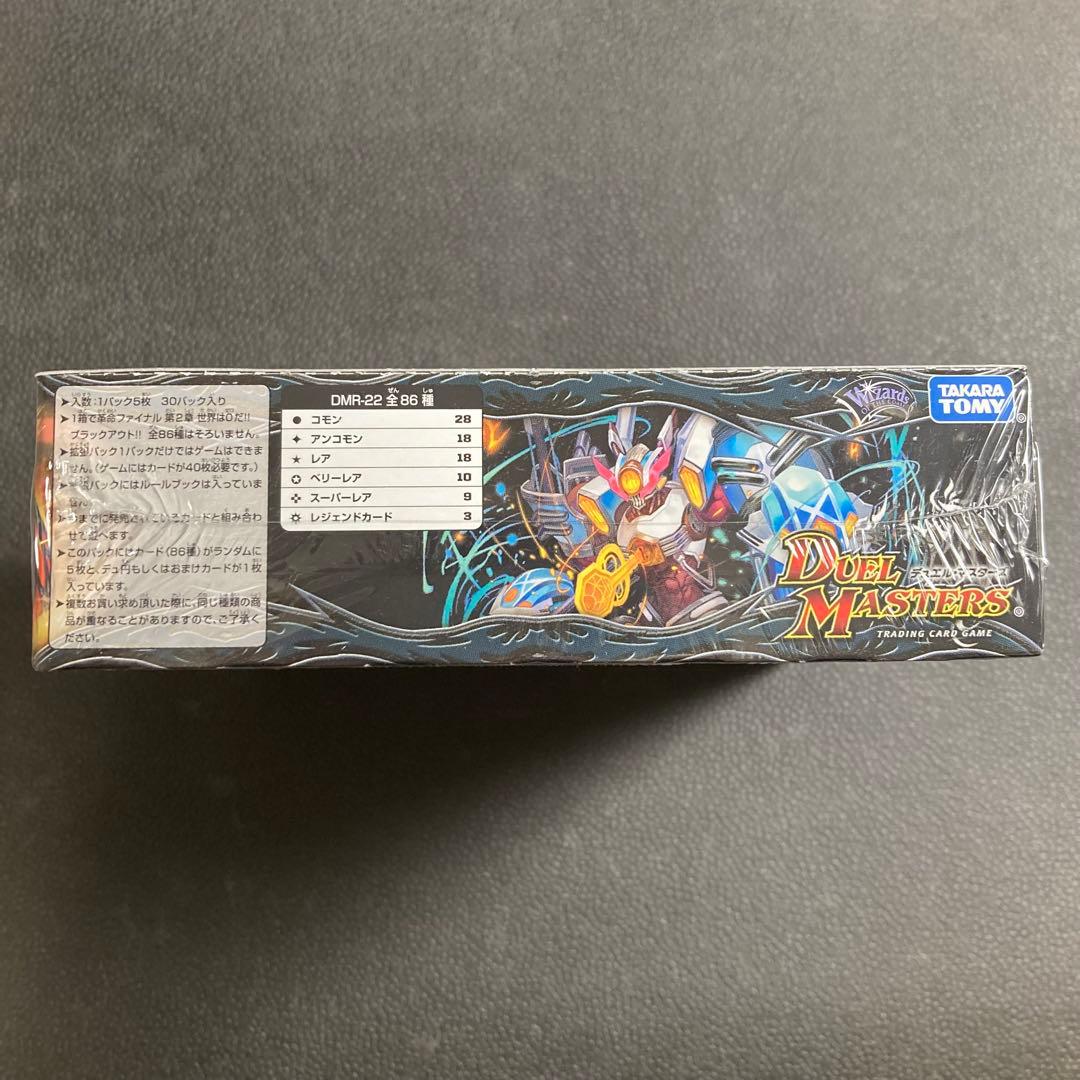 ➤入数：1パック5枚　30パック入り
➤1箱で革命ファイナル 第2章 世界は0だ!!
ブラックアウト!!　全86種はそろいません。
➤拡張パック1パックだけではゲームはできま
せん。（ゲームにはカードが40枚必要です。）
パックにはルールブックは入っていま
せん。
までに発売されているカードと組み合わ
せて遊べます。
➤このパックにはカード(86種)がランダムに
5枚と、デュエ円もしくはおまけカードが1枚
入っています。
➤複数お買い求め頂いた際に、同じ種類の商
品が重なることがありますので、ご了承く
ださい。
DMR-22 全86種
ぜん しゅ
● コモン 28
✦ アンコモン 18
★ レア 18
✪ ベリーレア 10
スーパーレア 9
レジェンドカード 3
Wizards
OF THE COAST
TAKARA
TOMY
DUEL
デュエル・マスターズ
MASTERS
TRADING CARD GAME